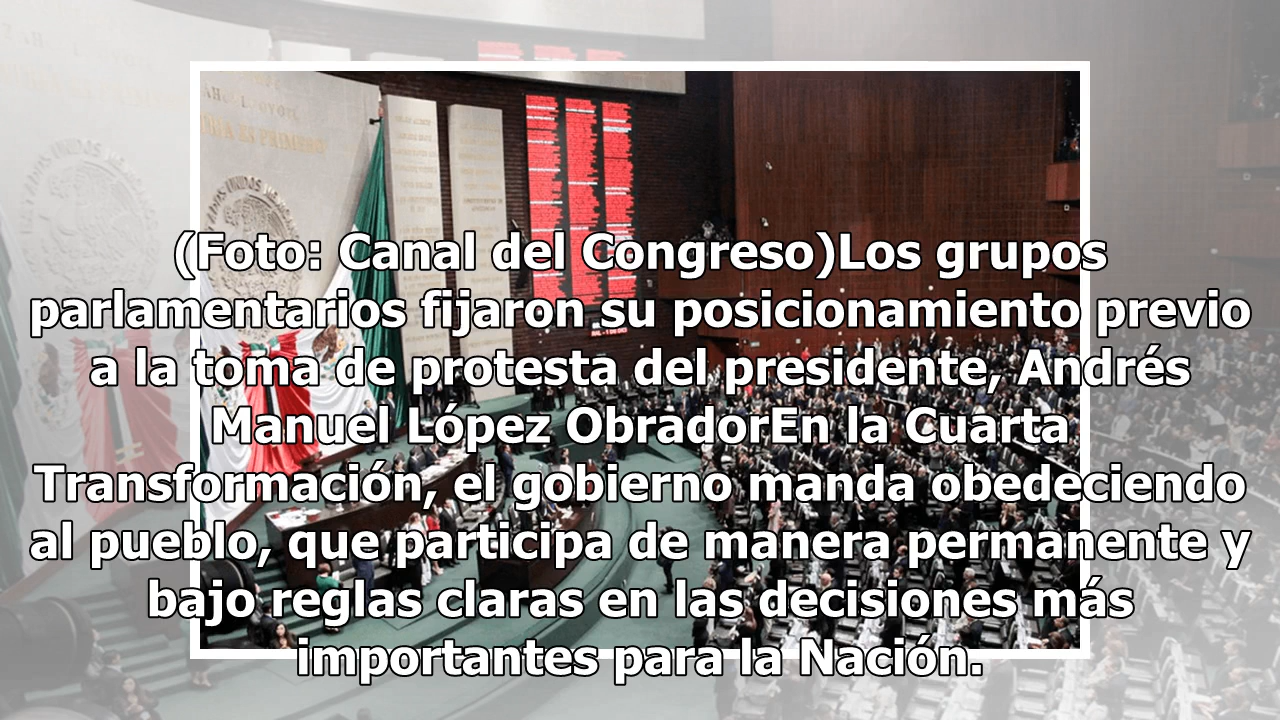 (Foto: Canal del Congreso)Los grupos
parlamentarios fijaron su posicionamiento previo
a la toma de protesta del presidente, Andrés
Manuel López ObradorEn la Cuarta
Transformación, el gobierno manda obedeciendo
al pueblo, que participa de manera permanente y
bajo reglas claras en las decisiones más
importantes para la Nación.